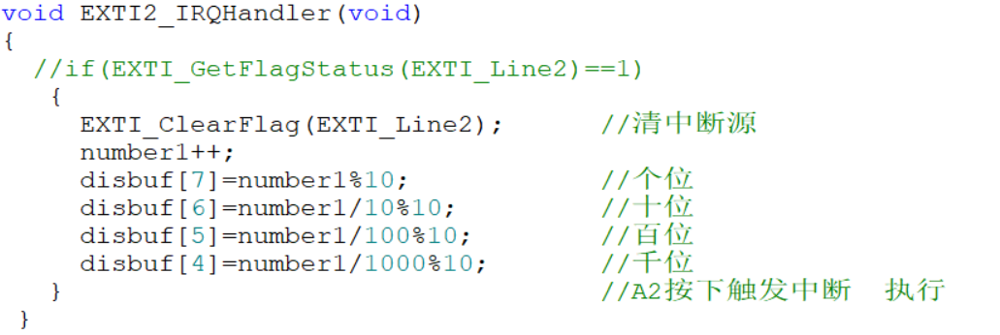 void EXTI2_IRQHandler(void)
{
//if(EXTI_GetFlagStatus(EXTI_Line2)==1)
{
EXTI_ClearFlag(EXTI_Line2); //清中断源
number1++;
disbuf[7]=number1%10; //个位
disbuf[6]=number1/10%10; //十位
disbuf[5]=number1/100%10; //百位
disbuf[4]=number1/1000%10; //千位
} //A2按下触发中断 执行
}